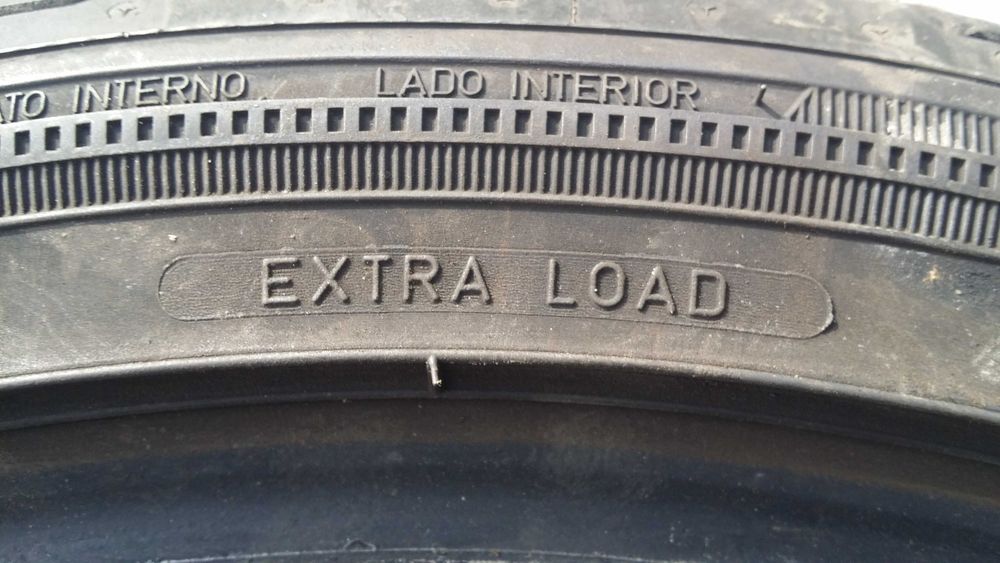 INTERNO LADO INTERIOR
EXTRA LOAD